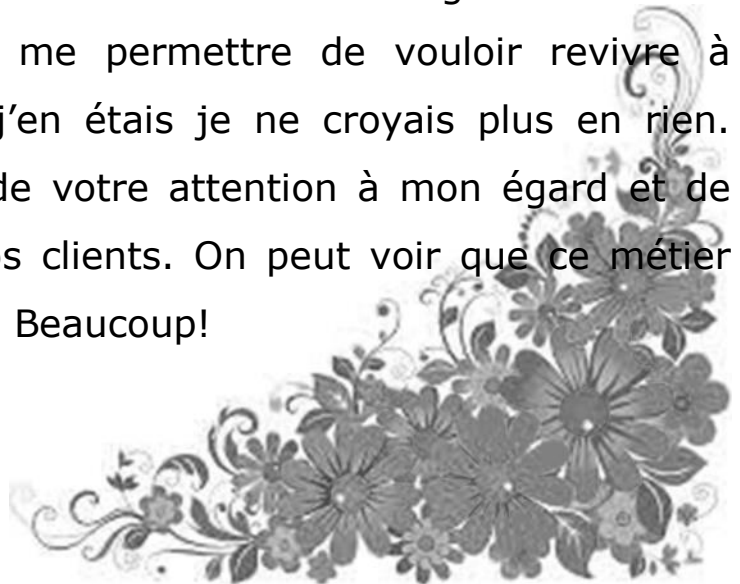 me permettre de vouloir revivre à
j’en étais je ne croyais plus en rien.
de votre attention à mon égard et de
clients. On peut voir que ce métier
Beaucoup!